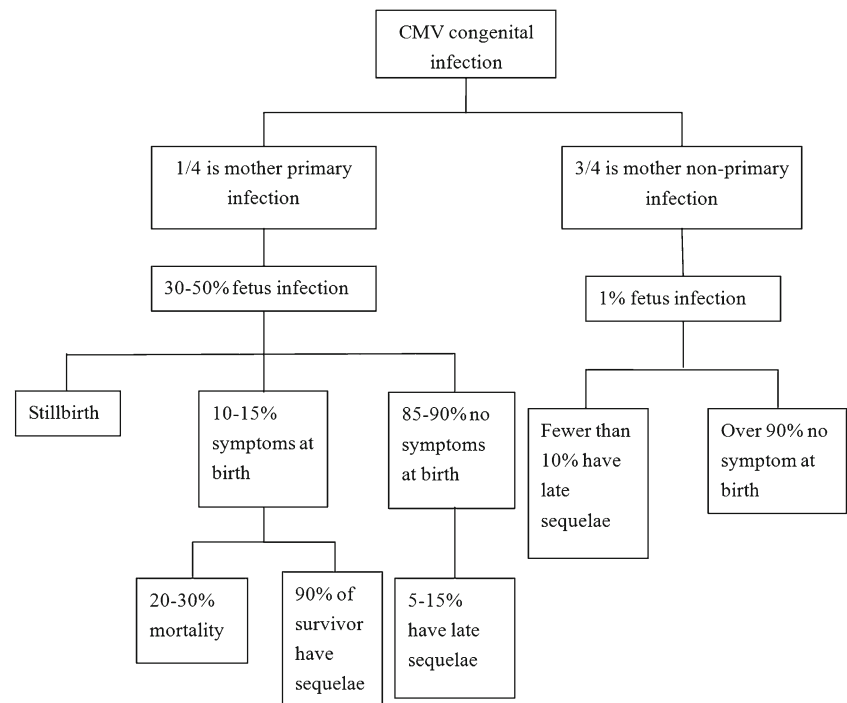 CMV congenital
infection
1/4 is mother primary
infection
3/4 is mother non-primary
infection
30-50% fetus infection
1% fetus infection
Stillbirth
10-15%
symptoms at
birth
85-90% no
symptoms
at birth
Fewer than
10% have
late
sequelae
Over 90% no
symptom at
birth
20-30%
mortality
90% of
survivor
have
sequelae
5-15%
have late
sequelae